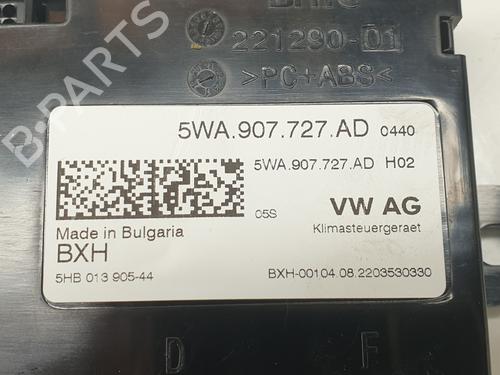 221290-01
>PC+ABS<
5WA.907.727.AD 0440
5WA.907.727.AD H02
05S VW AG
Made in Bulgaria
Klimasteuergeraet
BXH
5HB 013 905-44
BXH-00104.08.2203530330
D F
B-PARTS